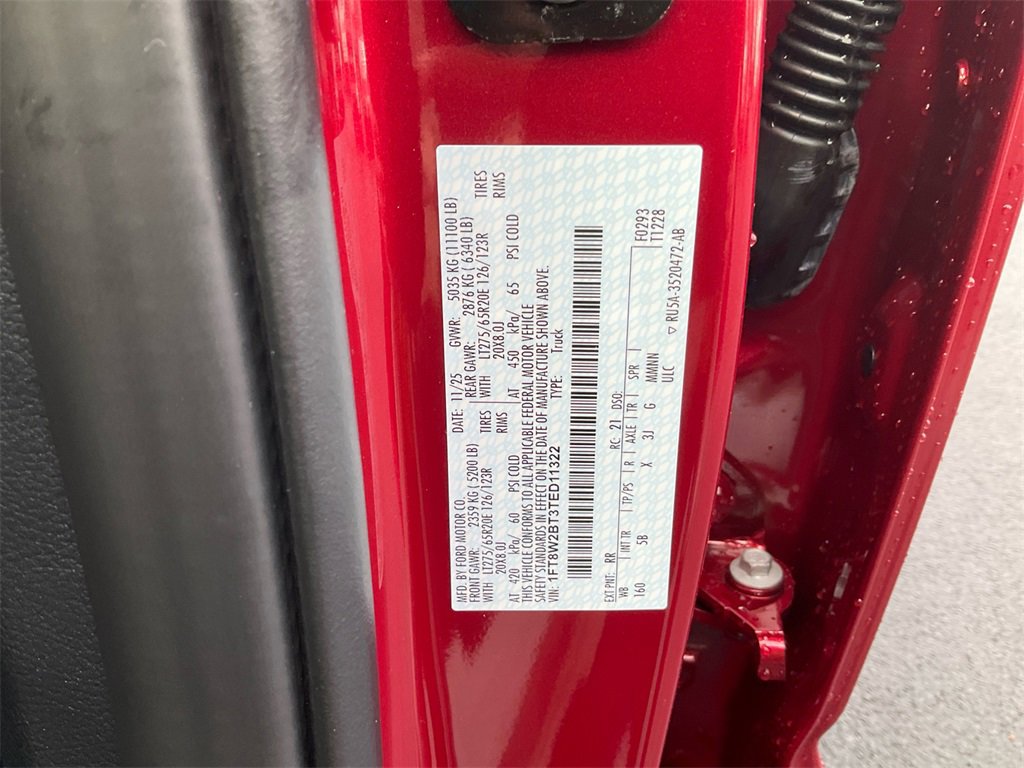 MFD. BY FORD MOTOR CO.
DATE: 11/25 GVWR: 5035 KG (11100 LB)
FRONT GAWR: 2359 KG ( 5200 LB) REAR GAWR: 2876 KG ( 6340 LB)
WITH LT275/65R20E 126/123R TIRES WITH LT275/65R20E 126/123R TIRES
20X8.0J RIMS 20X8.0J RIMS
AT 420 kPa/ 60 PSI COLD AT 450 kPa/ 65 PSI COLD
THIS VEHICLE CONFORMS TO ALL APPLICABLE FEDERAL MOTOR VEHICLE
SAFETY STANDARDS IN EFFECT ON THE DATE OF MANUFACTURE SHOWN ABOVE.
VIN: 1FT8W2BT3TED11322 TYPE: Truck
F0293
EXT PNT: RR RC: 21 DSO: T1228
WB INT TR TP/PS R AXLE TR SPR
160 5B X 3J G MMMN
ULC
▽ RU5A-3520472-AB